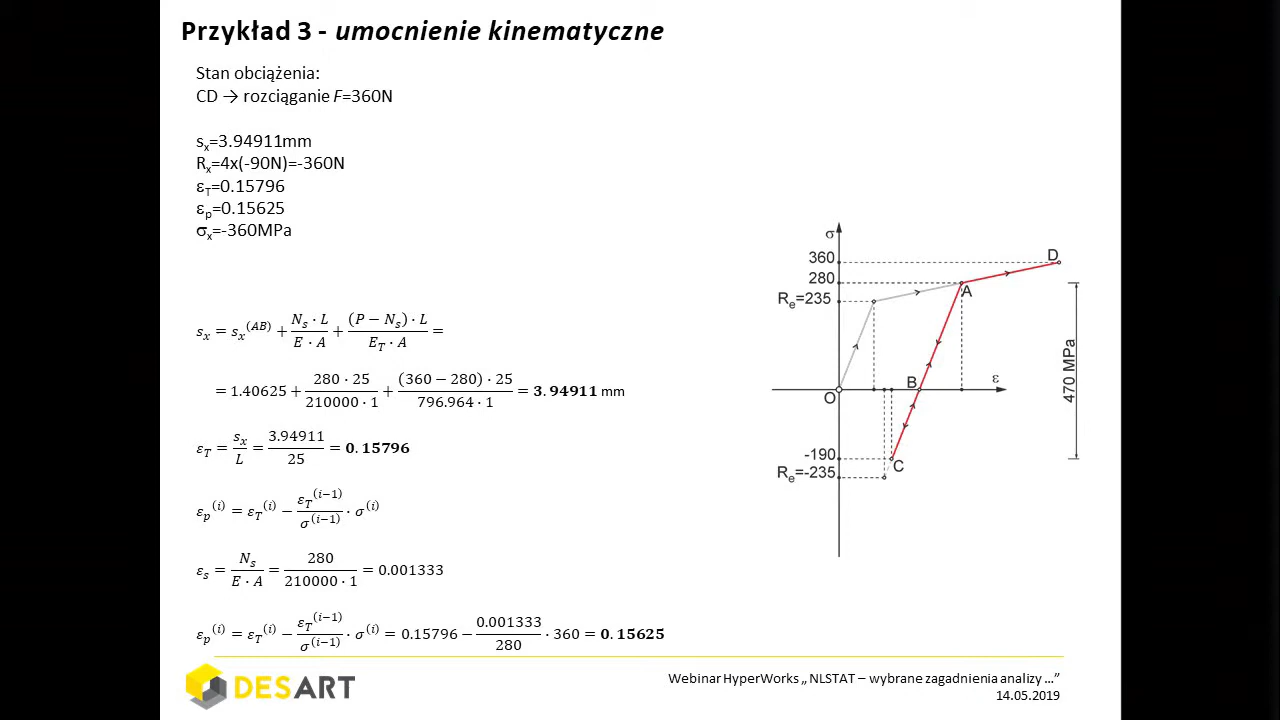 Przykład 3 - umocnienie kinematyczne
Stan obciążenia:
CD → rozciąganie F=360N
sx=3.94911mm
Rx=4x(-90N)=-360N
εT=0.15796
εp=0.15625
σx=-360MPa
sx = sx^(AB) + (Ns · L)/(E · A) + ((P − Ns) · L)/(ET · A) =
= 1.40625 + (280 · 25)/(210000 · 1) + ((360 − 280) · 25)/(796.964 · 1) = 3.94911 mm
εT = sx/L = 3.94911/25 = 0.15796
εp^(i) = εT^(i) − εT^(i−1)/σ^(i−1) · σ^(i)
εs = Ns/(E · A) = 280/(210000 · 1) = 0.001333
εp^(i) = εT^(i) − εT^(i−1)/σ^(i−1) · σ^(i) = 0.15796 − 0.001333/280 · 360 = 0.15625
σ
360
280
Re=235
D
A
B
ε
O
470 MPa
-190
Re=-235
C
DESART
Webinar HyperWorks „ NLSTAT – wybrane zagadnienia analizy ...”
14.05.2019